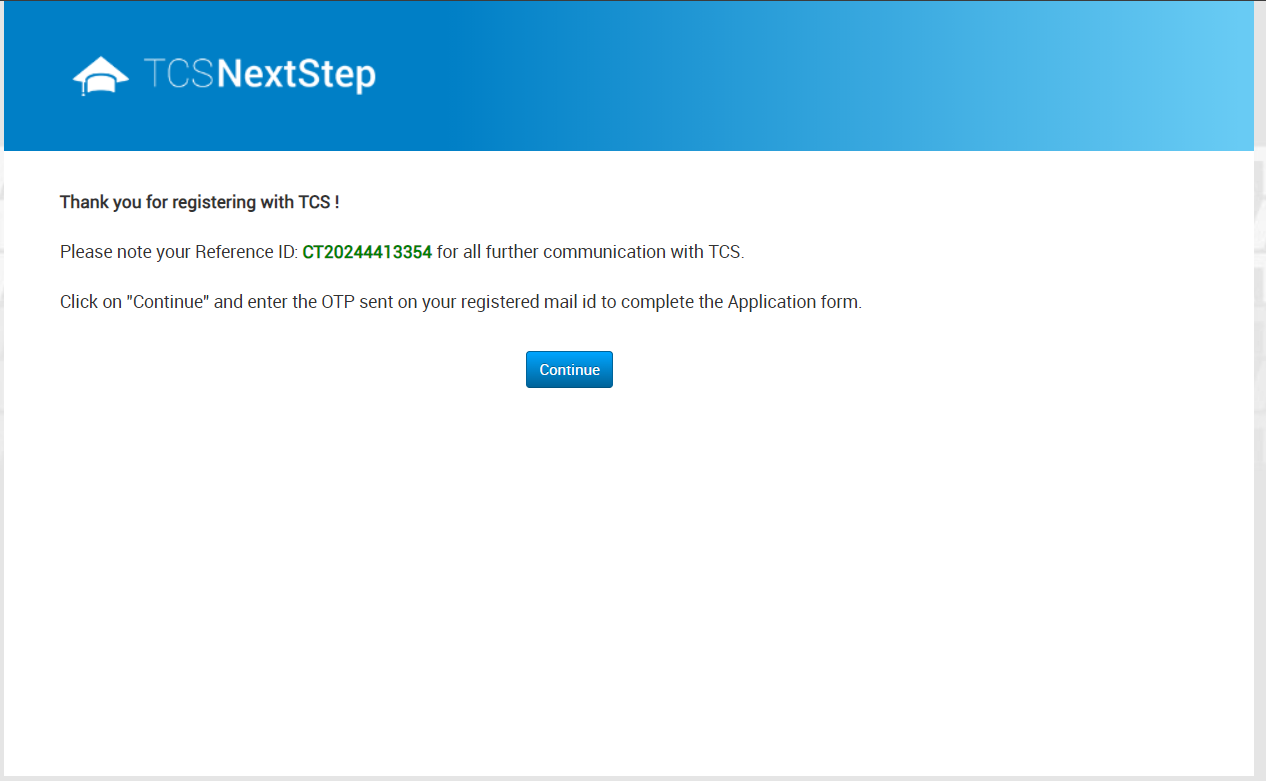 TCSNextStep
Thank you for registering with TCS !
Please note your Reference ID: CT20244413354 for all further communication with TCS.
Click on "Continue" and enter the OTP sent on your registered mail id to complete the Application form.
Continue